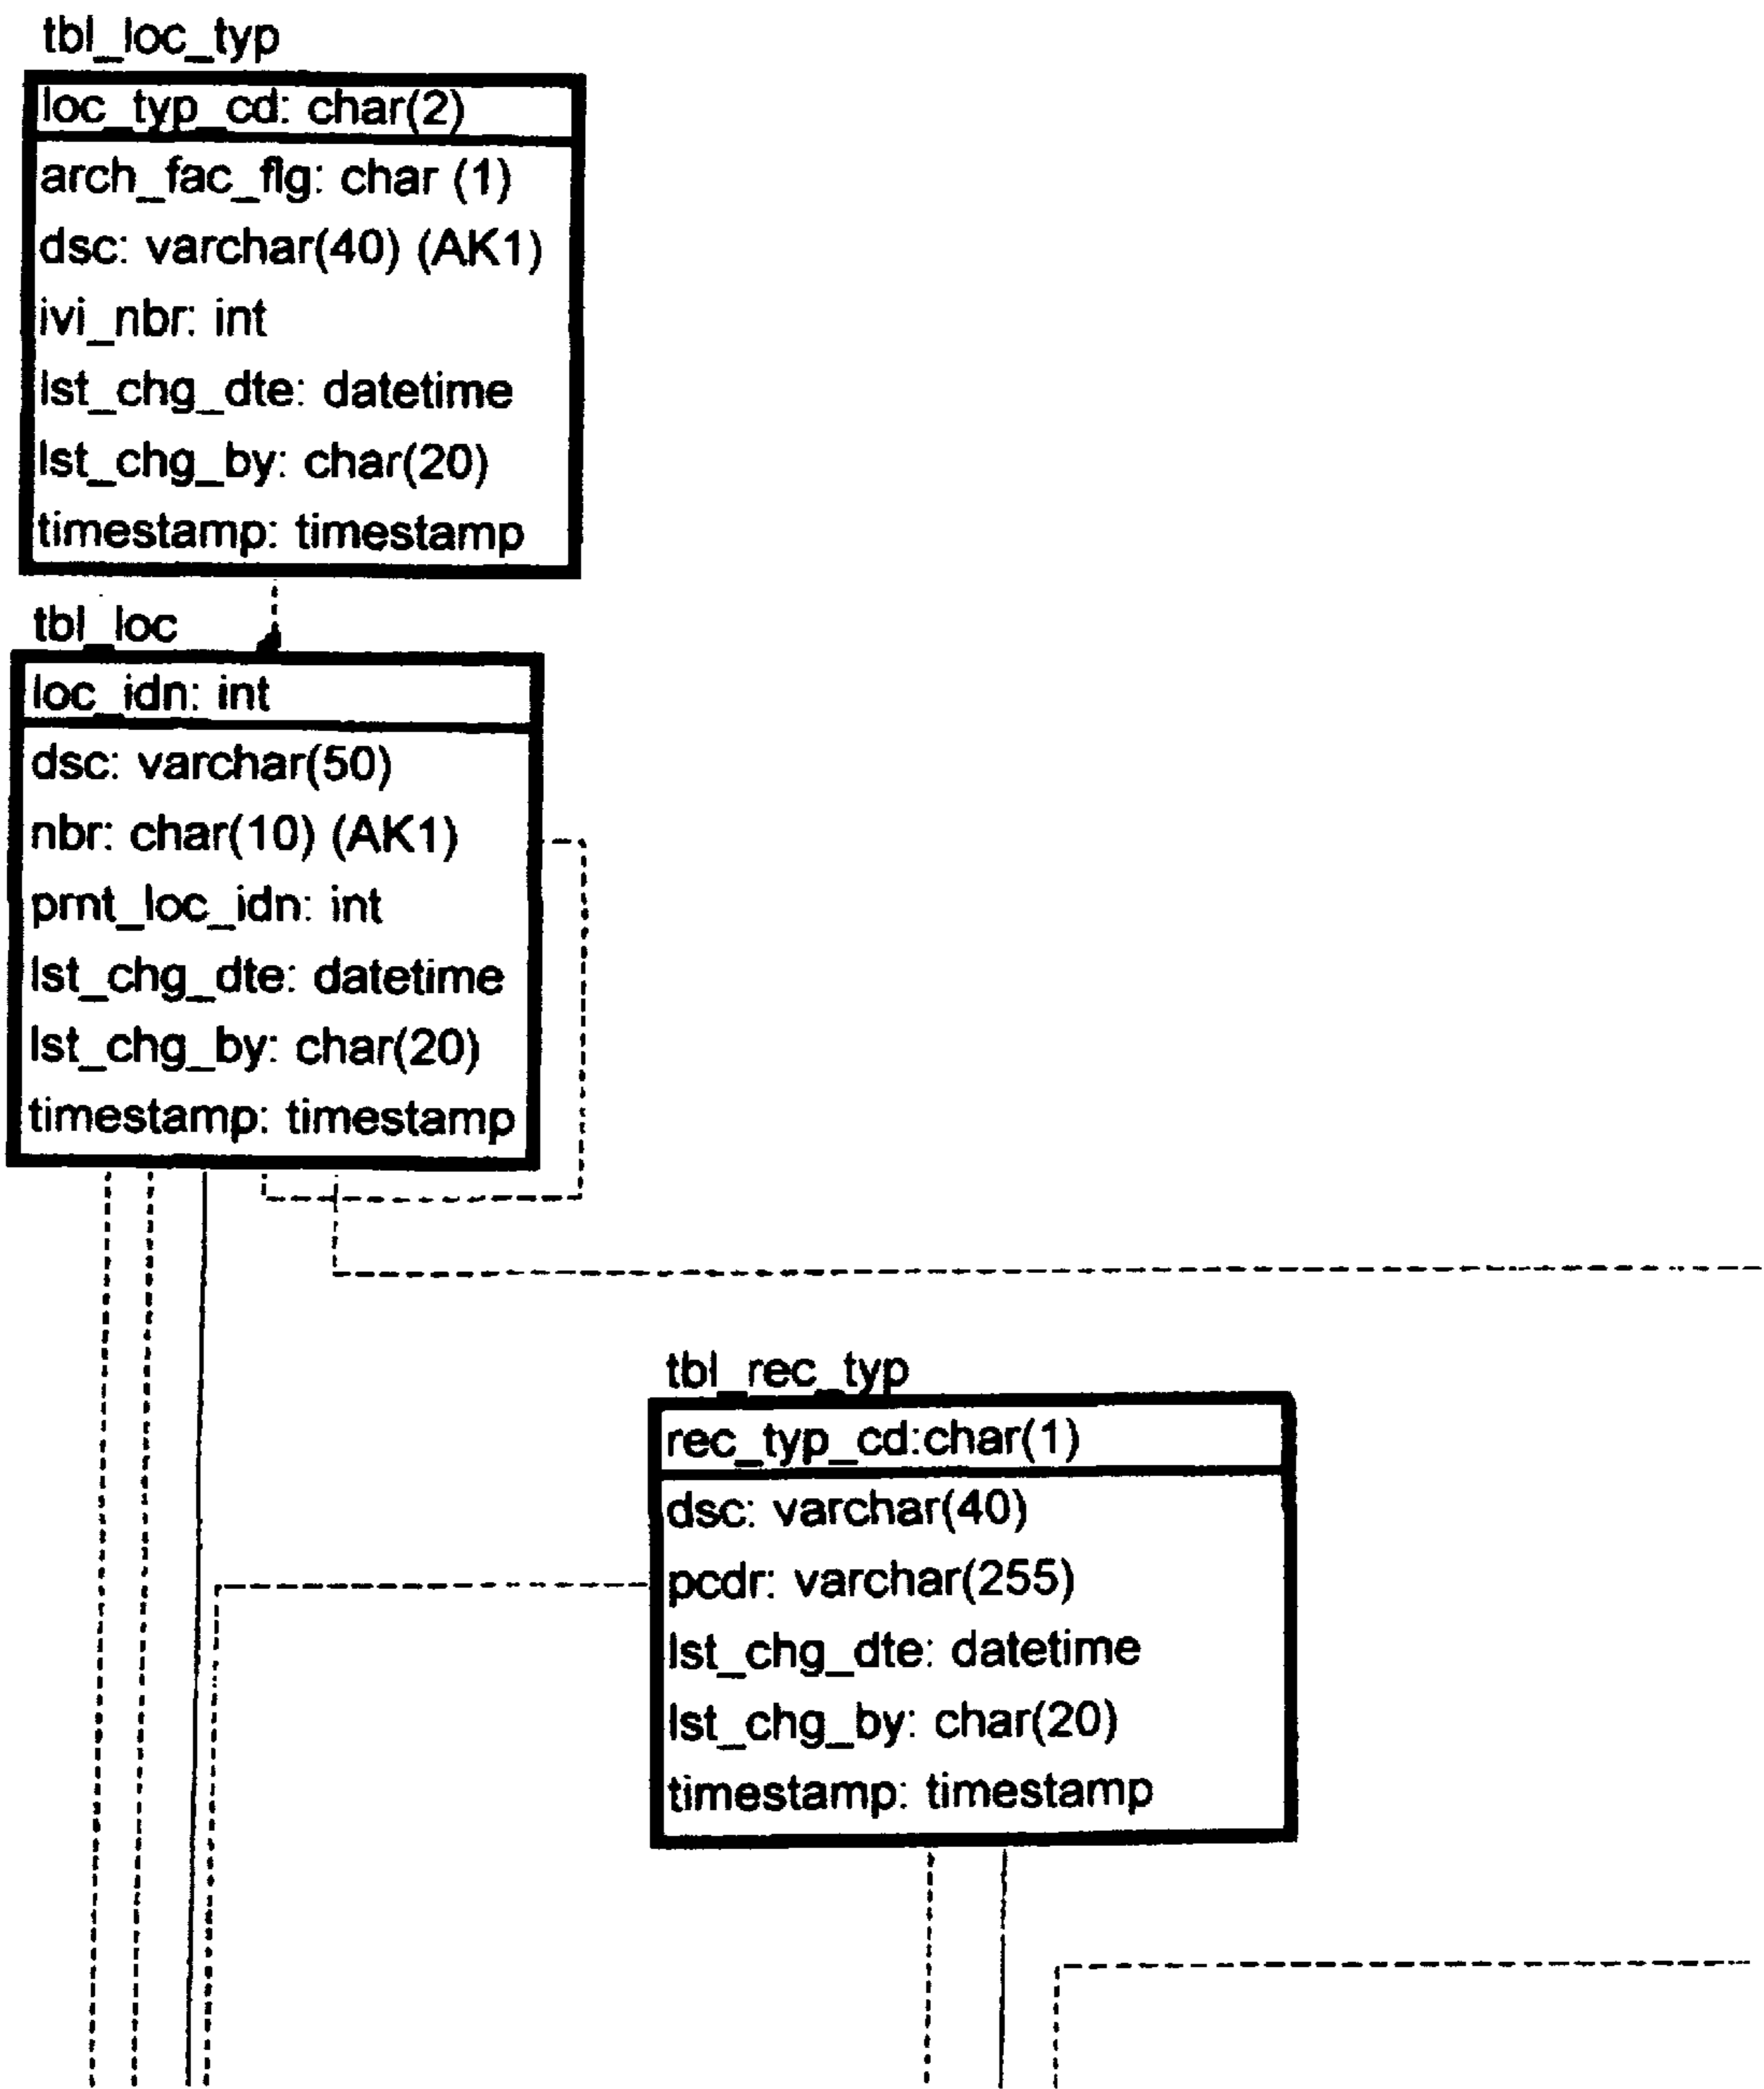 tbl_loc_typ
loc_typ_cd: char(2)
arch_fac_flg: char (1)
dsc: varchar(40) (AK1)
ivi_nbr: int
lst_chg_dte: datetime
lst_chg_by: char(20)
timestamp: timestamp
tbl_loc
loc_idn: int
dsc: varchar(50)
nbr: char(10) (AK1)
prnt_loc_idn: int
lst_chg_dte: datetime
lst_chg_by: char(20)
timestamp: timestamp
tbl_rec_typ
rec_typ_cd:char(1)
dsc: varchar(40)
pcdr: varchar(255)
lst_chg_dte: datetime
lst_chg_by: char(20)
timestamp: timestamp